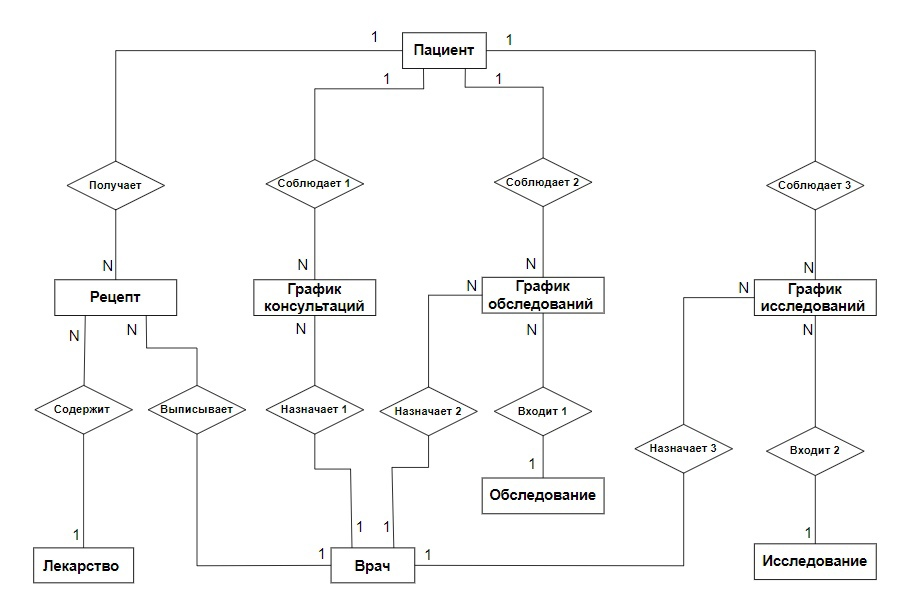 1
Пациент
1
1
1
Получает
Соблюдает 1
Соблюдает 2
Соблюдает 3
N
N
N
N
Рецепт
График
консультаций
N
График
обследований
N
График
исследований
N
N
N
N
N
Содержит
Выписывает
Назначает 1
Назначает 2
Входит 1
Назначает 3
Входит 2
1
Обследование
1
1
1
1
Лекарство
1
Врач
1
Исследование